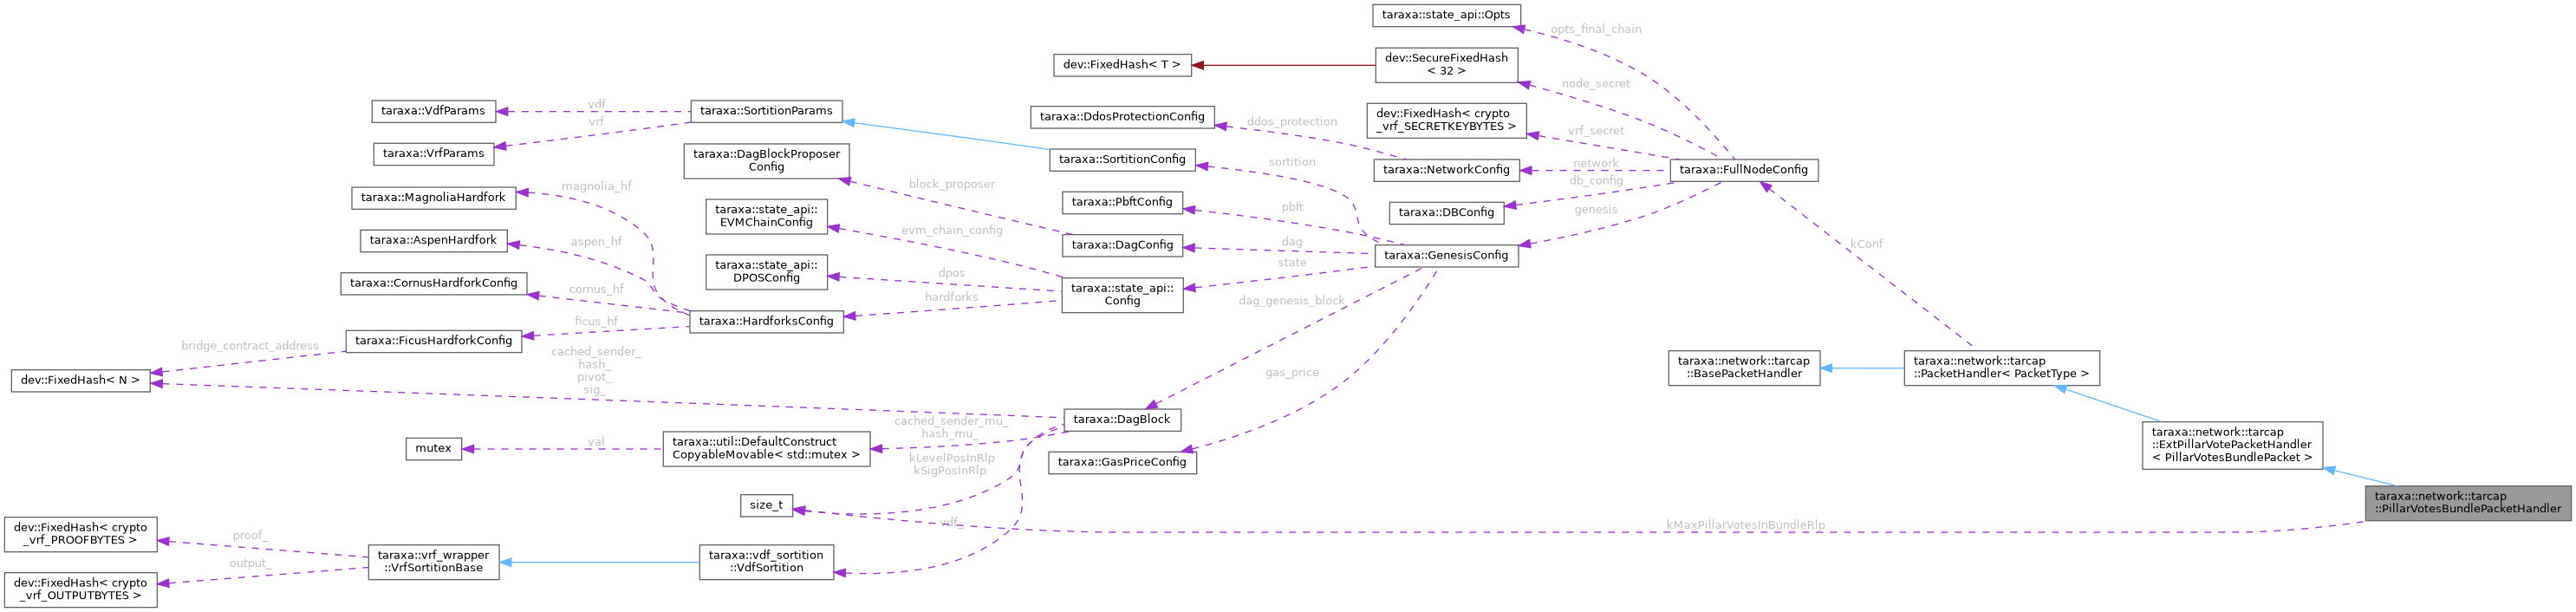 taraxa::state_api::Opts
opts_final_chain
dev::FixedHash< T >
dev::SecureFixedHash
< 32 >
node_secret
taraxa::VdfParams
vdf
taraxa::SortitionParams
taraxa::DdosProtectionConfig
ddos_protection
dev::FixedHash< crypto
_vrf_SECRETKEYBYTES >
vrf_secret
vrf
taraxa::VrfParams
taraxa::DagBlockProposer
Config
taraxa::SortitionConfig
sortition
taraxa::NetworkConfig
network
taraxa::FullNodeConfig
db_config
block_proposer
magnolia_hf
taraxa::MagnoliaHardfork
taraxa::PbftConfig
pbft
taraxa::DBConfig
genesis
taraxa::state_api::
EVMChainConfig
evm_chain_config
taraxa::AspenHardfork
aspen_hf
taraxa::DagConfig
dag
taraxa::GenesisConfig
kConf
state
taraxa::state_api::
DPOSConfig
dpos
taraxa::CornusHardforkConfig
cornus_hf
hardforks
taraxa::state_api::
Config
dag_genesis_block
taraxa::HardforksConfig
ficus_hf
taraxa::FicusHardforkConfig
bridge_contract_address
cached_sender_
hash_
pivot_
sig_
dev::FixedHash< N >
gas_price
taraxa::network::tarcap
::BasePacketHandler
taraxa::network::tarcap
::PacketHandler< PacketType >
taraxa::DagBlock
cached_sender_mu_
hash_mu_
mutex
val
taraxa::util::DefaultConstruct
CopyableMovable< std::mutex >
kLevelPosInRlp
kSigPosInRlp
taraxa::GasPriceConfig
taraxa::network::tarcap
::ExtPillarVotePacketHandler
< PillarVotesBundlePacket >
size_t
vdf_
kMaxPillarVotesInBundleRlp
taraxa::network::tarcap
::PillarVotesBundlePacketHandler
dev::FixedHash< crypto
_vrf_PROOFBYTES >
proof_
output_
taraxa::vrf_wrapper
::VrfSortitionBase
taraxa::vdf_sortition
::VdfSortition
dev::FixedHash< crypto
_vrf_OUTPUTBYTES >